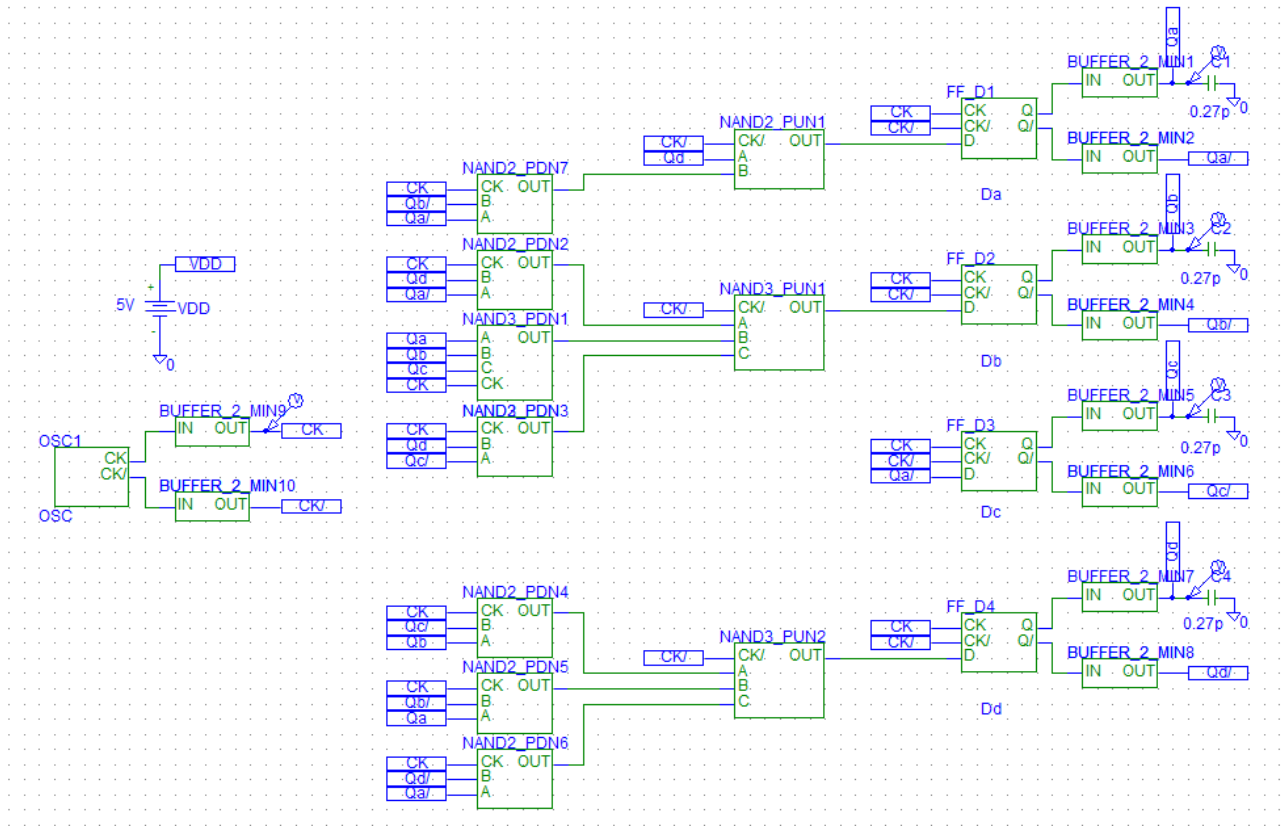 VDD
5V
VDD
0
BUFFER_2_MIN9
IN OUT
CK
OSC1
CK
CK/
OSC
BUFFER_2_MIN10
IN OUT
CK/
NAND2_PDN7
CK
Qb/
Qa/
CK OUT
B
A
NAND2_PDN2
CK
Qd
Qa/
CK OUT
B
A
NAND3_PDN1
Qa
Qb
Qc
CK
A OUT
B
C
CK
NAND2_PDN3
CK
Qd
Qc/
CK OUT
B
A
NAND2_PDN4
CK
Qc/
Qb
CK OUT
B
A
NAND2_PDN5
CK
Qb/
Qa
CK OUT
B
A
NAND2_PDN6
CK
Qd/
Qa/
CK OUT
B
A
NAND2_PUN1
CK/
Qd
CK/ OUT
A
B
NAND3_PUN1
CK/
CK/ OUT
A
B
C
NAND3_PUN2
CK/
CK/ OUT
A
B
C
FF_D1
CK
CK/
CK Q
CK/ Q/
D
Da
FF_D2
CK
CK/
CK Q
CK/ Q/
D
Db
FF_D3
CK
CK/
Qa/
CK Q
CK/ Q/
D
Dc
FF_D4
CK
CK/
CK Q
CK/ Q/
D
Dd
Qa
BUFFER_2_MIN1
IN OUT
C1
0.27p
0
BUFFER_2_MIN2
IN OUT
Qa/
Qb
BUFFER_2_MIN3
IN OUT
C2
0.27p
0
BUFFER_2_MIN4
IN OUT
Qb/
Qc
BUFFER_2_MIN5
IN OUT
C3
0.27p
0
BUFFER_2_MIN6
IN OUT
Qc/
Qd
BUFFER_2_MIN7
IN OUT
C4
0.27p
0
BUFFER_2_MIN8
IN OUT
Qd/